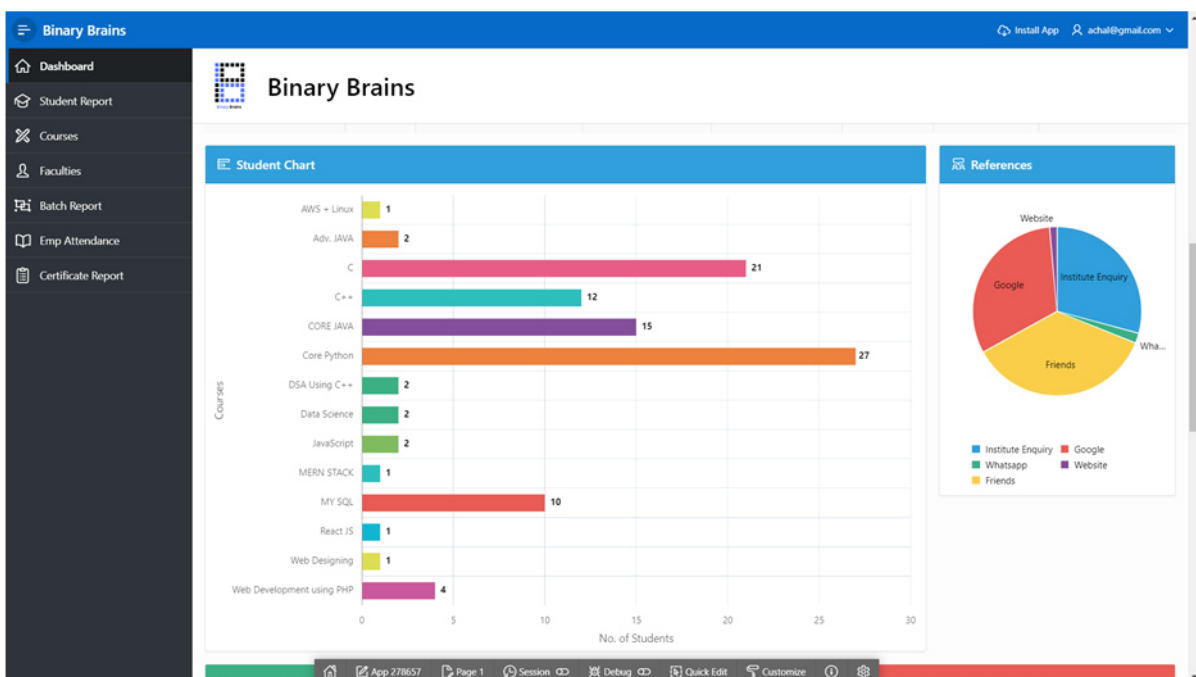 Binary Brains
Install App achal@gmail.com
Dashboard
Student Report
Courses
Faculties
Batch Report
Emp Attendance
Certificate Report
Binary Brains
Binary Brains
Student Chart
AWS + Linux 1
Adv. JAVA 2
C 21
C++ 12
CORE JAVA 15
Core Python 27
DSA Using C++ 2
Data Science 2
JavaScript 2
MERN STACK 1
MY SQL 10
React JS 1
Web Designing 1
Web Development using PHP 4
Courses
0 5 10 15 20 25 30
No. of Students
References
Website
Institute Enquiry
Google
Wha...
Friends
Institute Enquiry Google
Whatsapp Website
Friends
App 278657 Page 1 Session Debug Quick Edit Customize